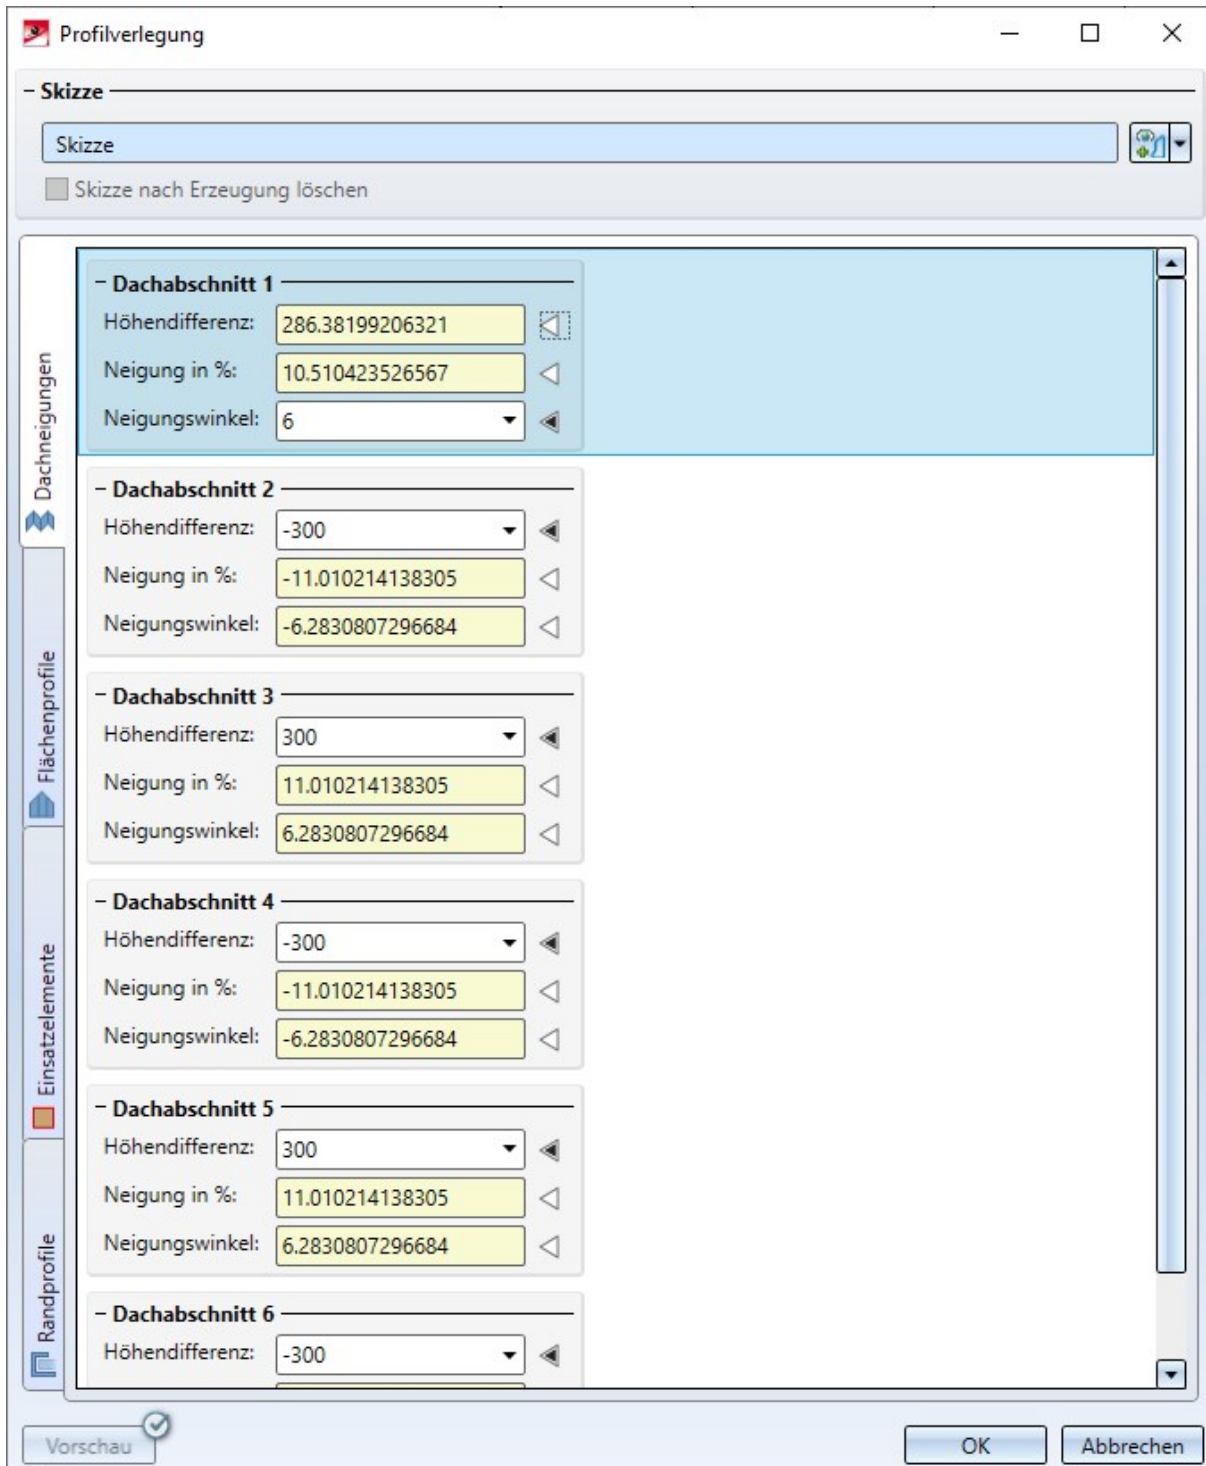 Profilverlegung
Skizze
Skizze
Skizze nach Erzeugung löschen
Dachneigungen
Flächenprofile
Einsatzelemente
Randprofile
Dachabschnitt 1
Höhendifferenz: 286.38199206321
Neigung in %: 10.510423526567
Neigungswinkel: 6
Dachabschnitt 2
Höhendifferenz: -300
Neigung in %: -11.010214138305
Neigungswinkel: -6.2830807296684
Dachabschnitt 3
Höhendifferenz: 300
Neigung in %: 11.010214138305
Neigungswinkel: 6.2830807296684
Dachabschnitt 4
Höhendifferenz: -300
Neigung in %: -11.010214138305
Neigungswinkel: -6.2830807296684
Dachabschnitt 5
Höhendifferenz: 300
Neigung in %: 11.010214138305
Neigungswinkel: 6.2830807296684
Dachabschnitt 6
Höhendifferenz: -300
Vorschau
OK
Abbrechen